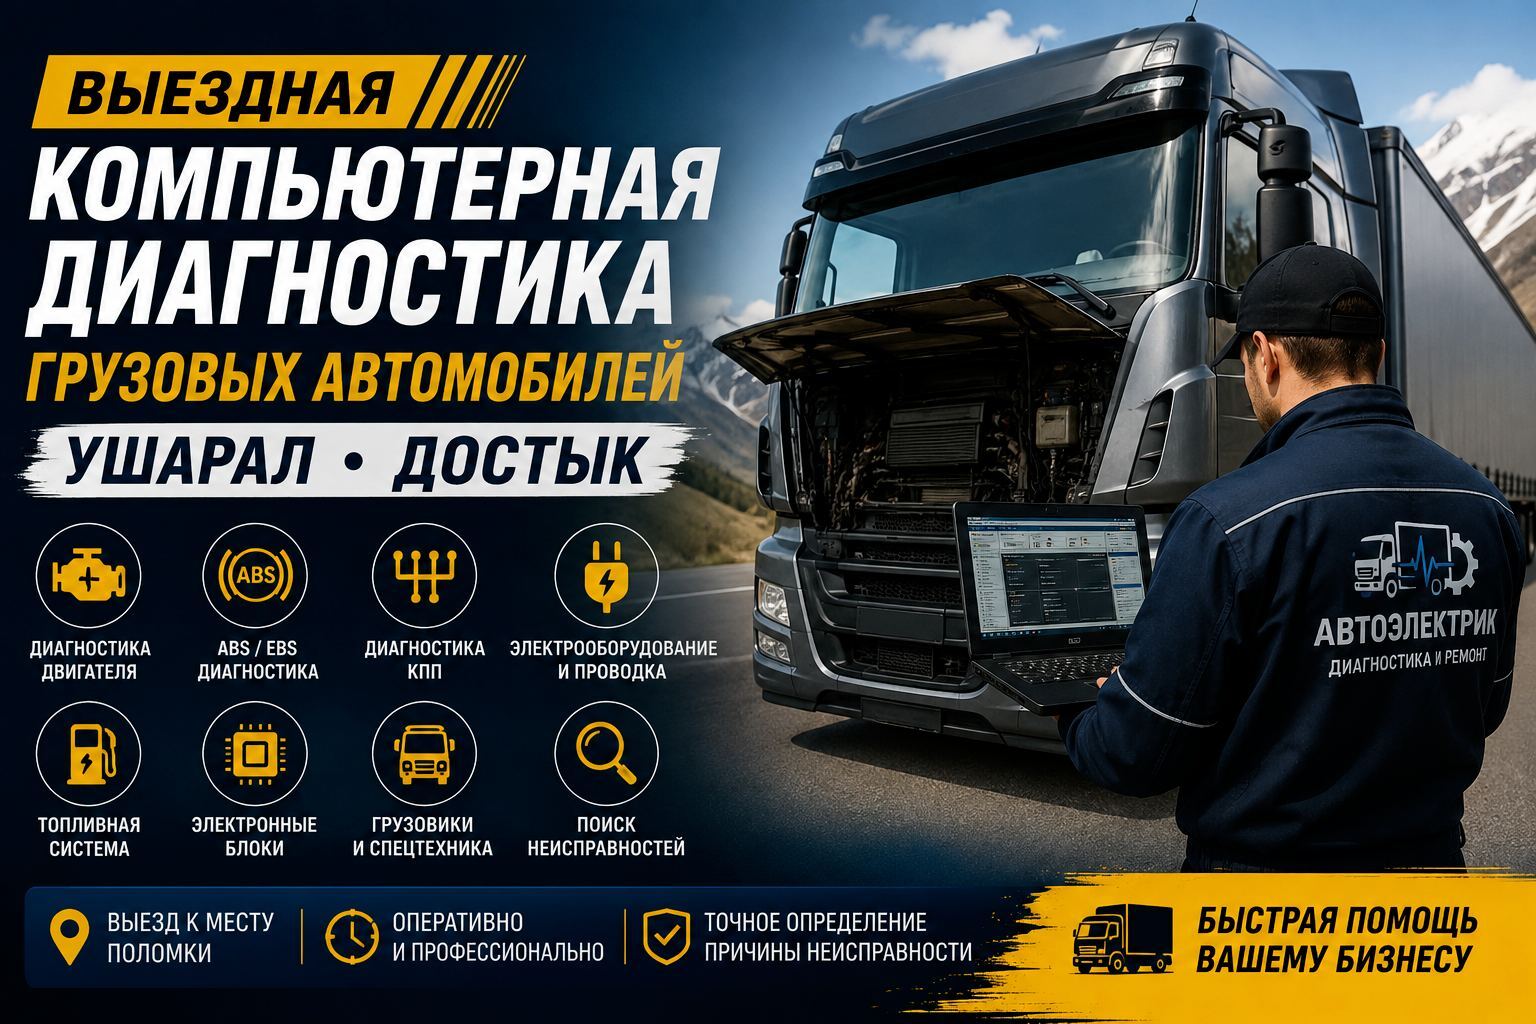 ВЫЕЗДНАЯ
КОМПЬЮТЕРНАЯ
ДИАГНОСТИКА
ГРУЗОВЫХ АВТОМОБИЛЕЙ
УШАРАЛ • ДОСТЫК
ДИАГНОСТИКА
ДВИГАТЕЛЯ
ABS
ABS / EBS
ДИАГНОСТИКА
ДИАГНОСТИКА
КПП
ЭЛЕКТРООБОРУДОВАНИЕ
И ПРОВОДКА
ТОПЛИВНАЯ
СИСТЕМА
ЭЛЕКТРОННЫЕ
БЛОКИ
ГРУЗОВИКИ
И СПЕЦТЕХНИКА
ПОИСК
НЕИСПРАВНОСТЕЙ
АВТОЭЛЕКТРИК
ДИАГНОСТИКА И РЕМОНТ
ВЫЕЗД К МЕСТУ
ПОЛОМКИ
ОПЕРАТИВНО
И ПРОФЕССИОНАЛЬНО
ТОЧНОЕ ОПРЕДЕЛЕНИЕ
ПРИЧИНЫ НЕИСПРАВНОСТИ
БЫСТРАЯ ПОМОЩЬ
ВАШЕМУ БИЗНЕСУ